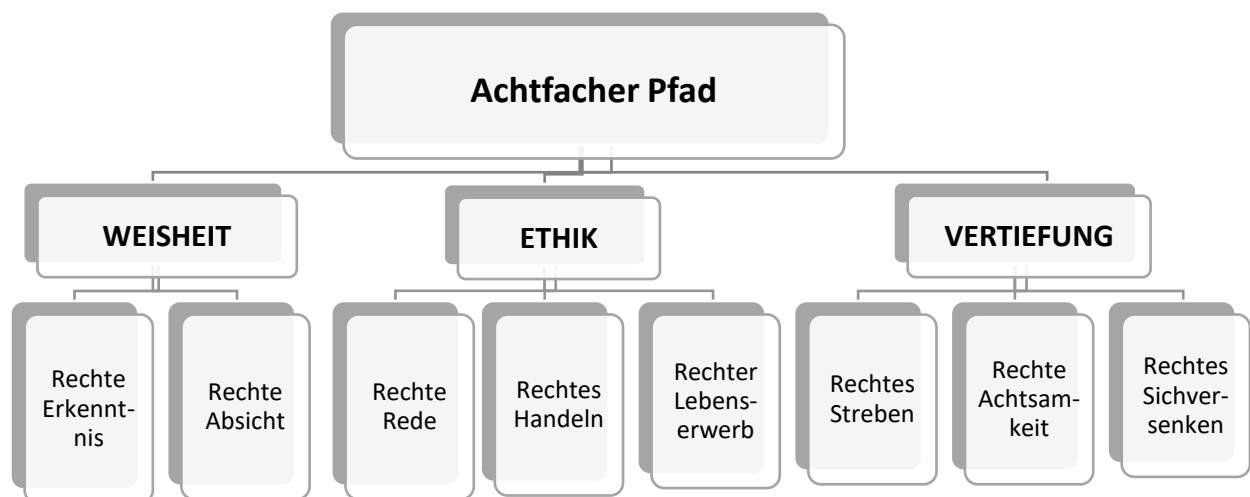 Achtfacher Pfad
WEISHEIT
ETHIK
VERTIEFUNG
Rechte
Erkennt-
nis
Rechte
Absicht
Rechte
Rede
Rechtes
Handeln
Rechter
Lebens-
erwerb
Rechtes
Streben
Rechte
Achtsam-
keit
Rechtes
Sichver-
senken